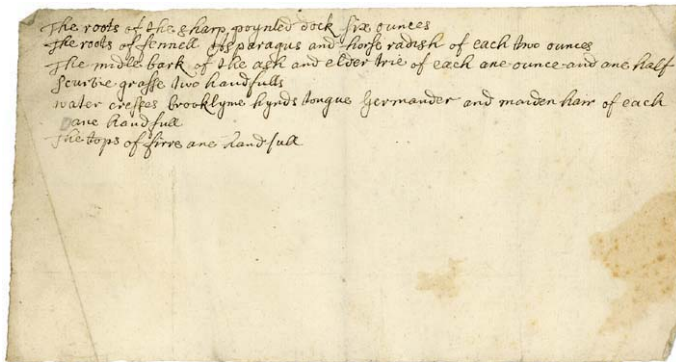 The roots of the sharp poynted dock six ounces
The roots of fennell asparagus and horse radish of each two ounces
The midle bark of the ash and elder trie of each ane ounce and ane half
Scurvie grasse two handfulls
water cresses brooklyme hynds tongue Germander and maiden hair of each
ane handfull
The tops of firre ane handfull